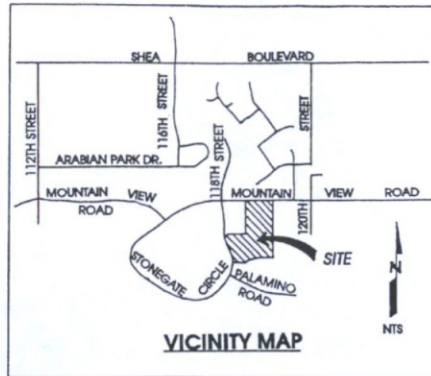 SHEA BOULEVARD
112TH STREET
116TH STREET
STREET
ARABIAN PARK DR.
118TH STREET
MOUNTAIN VIEW ROAD
MOUNTAIN VIEW ROAD
120TH
STONEGATE CIRCLE
PALAMINO ROAD
SITE
N
NTS
VICINITY MAP